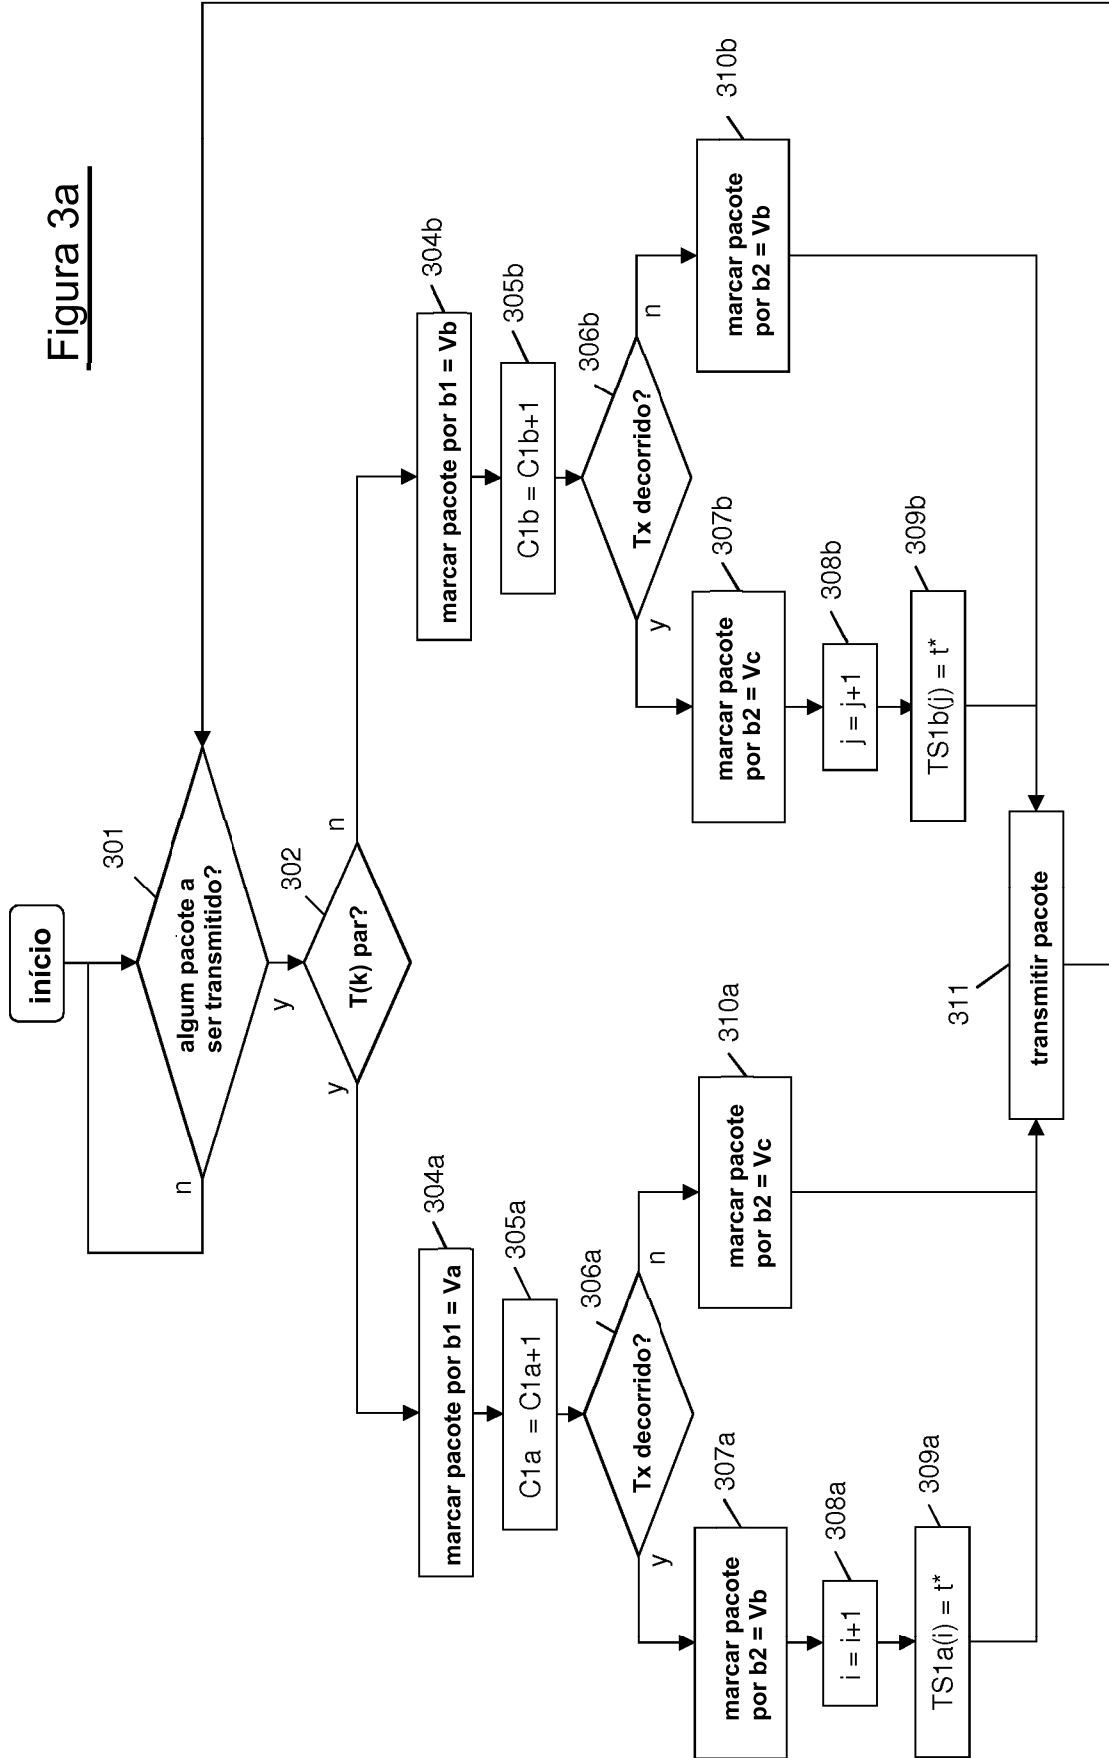 Figura 3a
início
301
algum pacote a
ser transmitido?
n
y
302
T(k) par?
y
n
304a
marcar pacote por b1 = Va
305a
C1a = C1a+1
306a
Tx decorrido?
y
n
307a
marcar pacote
por b2 = Vb
308a
i = i+1
309a
TS1a(i) = t*
310a
marcar pacote
por b2 = Vc
304b
marcar pacote por b1 = Vb
305b
C1b = C1b+1
306b
Tx decorrido?
y
n
307b
marcar pacote
por b2 = Vc
308b
j = j+1
309b
TS1b(j) = t*
310b
marcar pacote
por b2 = Vb
311
transmitir pacote